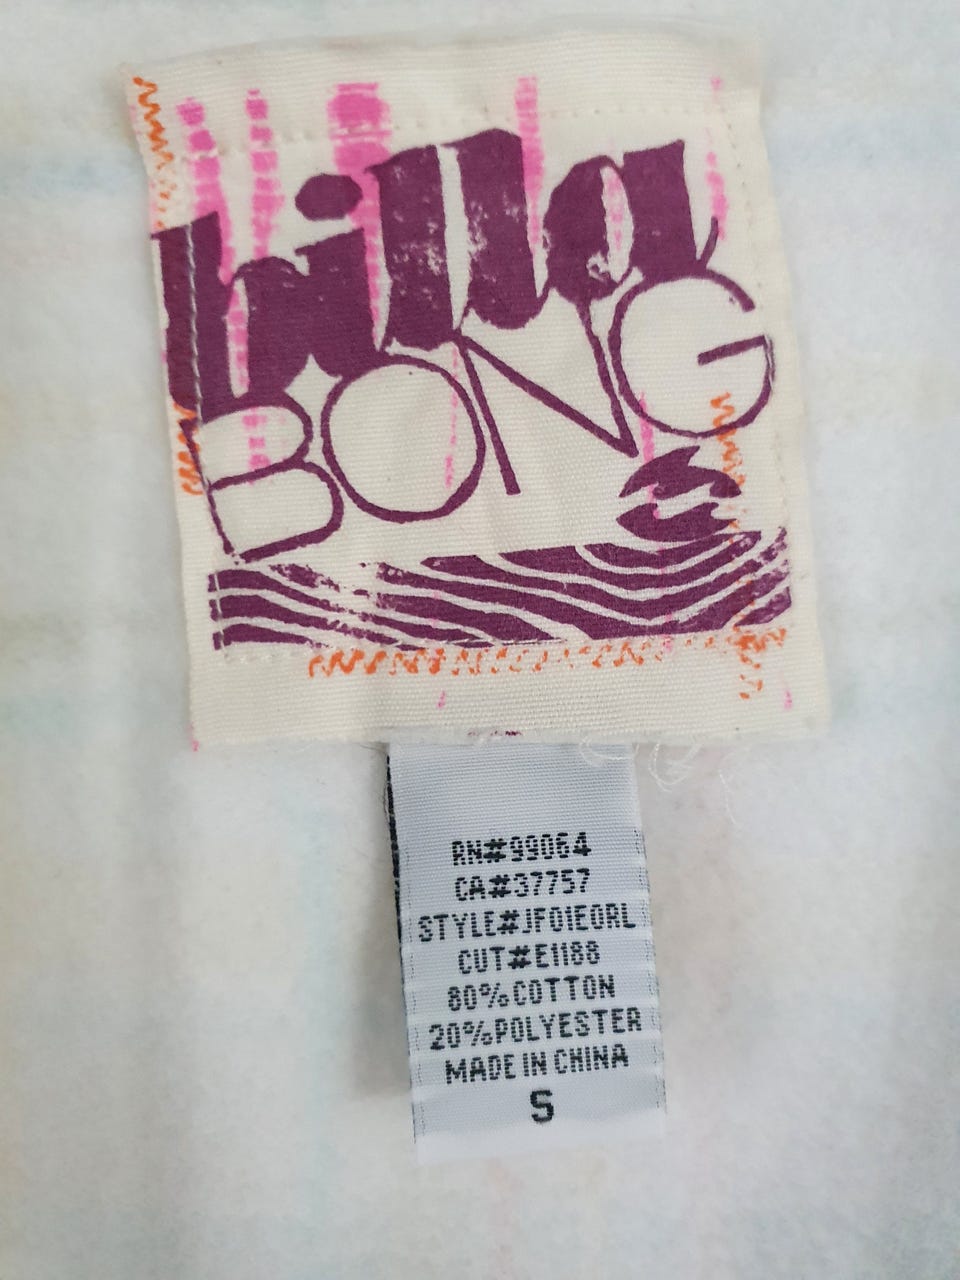 billa
BONG
RN#99064
CA#37757
STYLE#JF01EORL
CUT#E1188
80%COTTON
20%POLYESTER
MADE IN CHINA
S